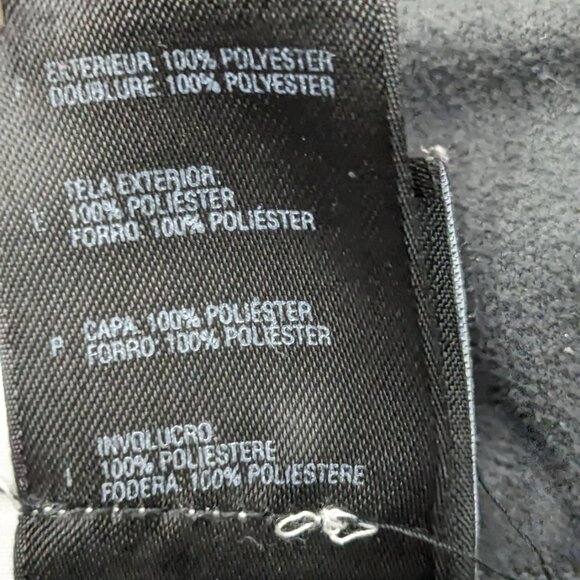 EXTERIEUR: 100% POLYESTER
DOUBLURE: 100% POLYESTER
E TELA EXTERIOR:
100% POLIÉSTER
FORRO: 100% POLIÉSTER
P CAPA: 100% POLIÉSTER
FORRO: 100% POLIÉSTER
I INVOLUCRO
100% POLIESTERE
FODERA: 100% POLIESTERE